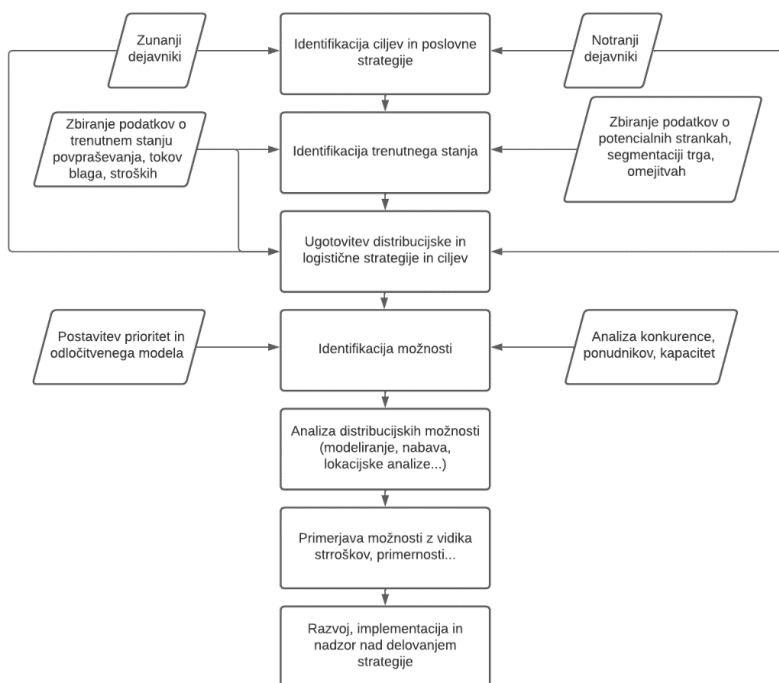 Zunanji
dejavniki
Identifikacija ciljev in poslovne
strategije
Notranji
dejavniki
Zbiranje podatkov o
trenutnem stanju
povpraševanja, tokov
blaga, stroških
Identifikacija trenutnega stanja
Zbiranje podatkov o
potencialnih strankah,
segmentaciji trga,
omejitvah
Ugotovitev distribucijske in
logistične strategije in ciljev
Postavitev prioritet in
odločitvenega modela
Identifikacija možnosti
Analiza konkurence,
ponudnikov, kapacitet
Analiza distribucijskih možnosti
(modeliranje, nabava,
lokacijske analize...)
Primerjava možnosti z vidika
strroškov, primernosti...
Razvoj, implementacija in
nadzor nad delovanjem
strategije